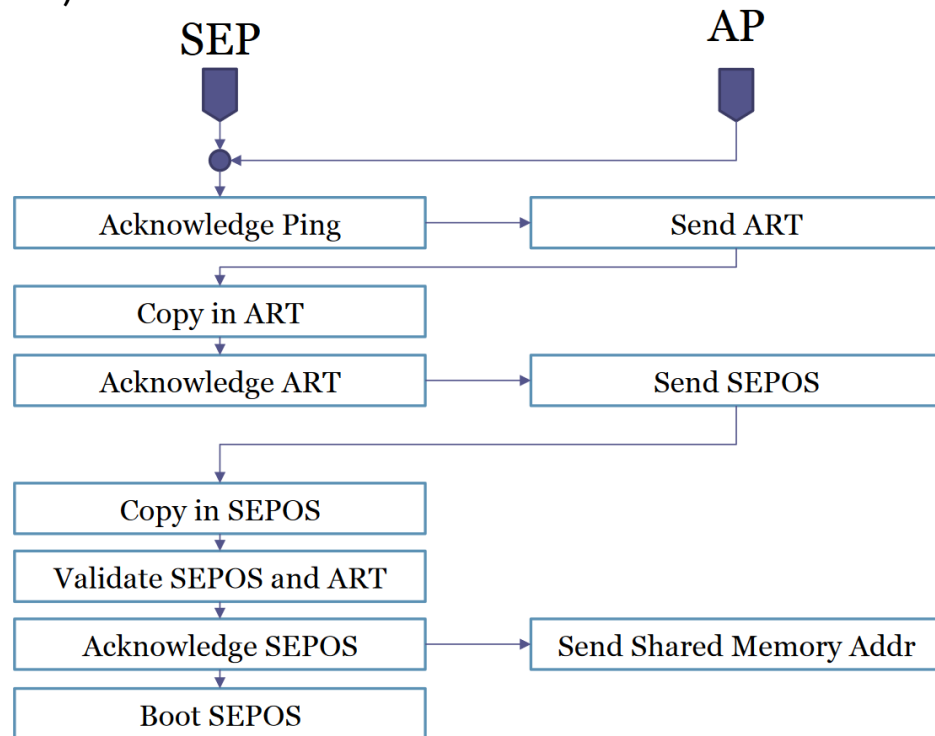 SEP
AP
Acknowledge Ping
Send ART
Copy in ART
Acknowledge ART
Send SEPOS
Copy in SEPOS
Validate SEPOS and ART
Acknowledge SEPOS
Send Shared Memory Addr
Boot SEPOS